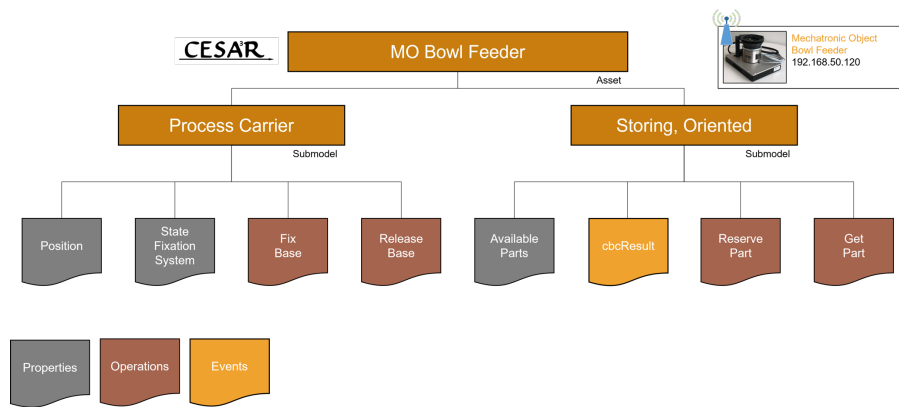 CESA³R
MO Bowl Feeder
Mechatronic Object
Bowl Feeder
192.168.50.120
Asset
Process Carrier
Storing, Oriented
Submodel
Submodel
Position
State
Fixation
System
Fix
Base
Release
Base
Available
Parts
cbcResult
Reserve
Part
Get
Part
Properties
Operations
Events